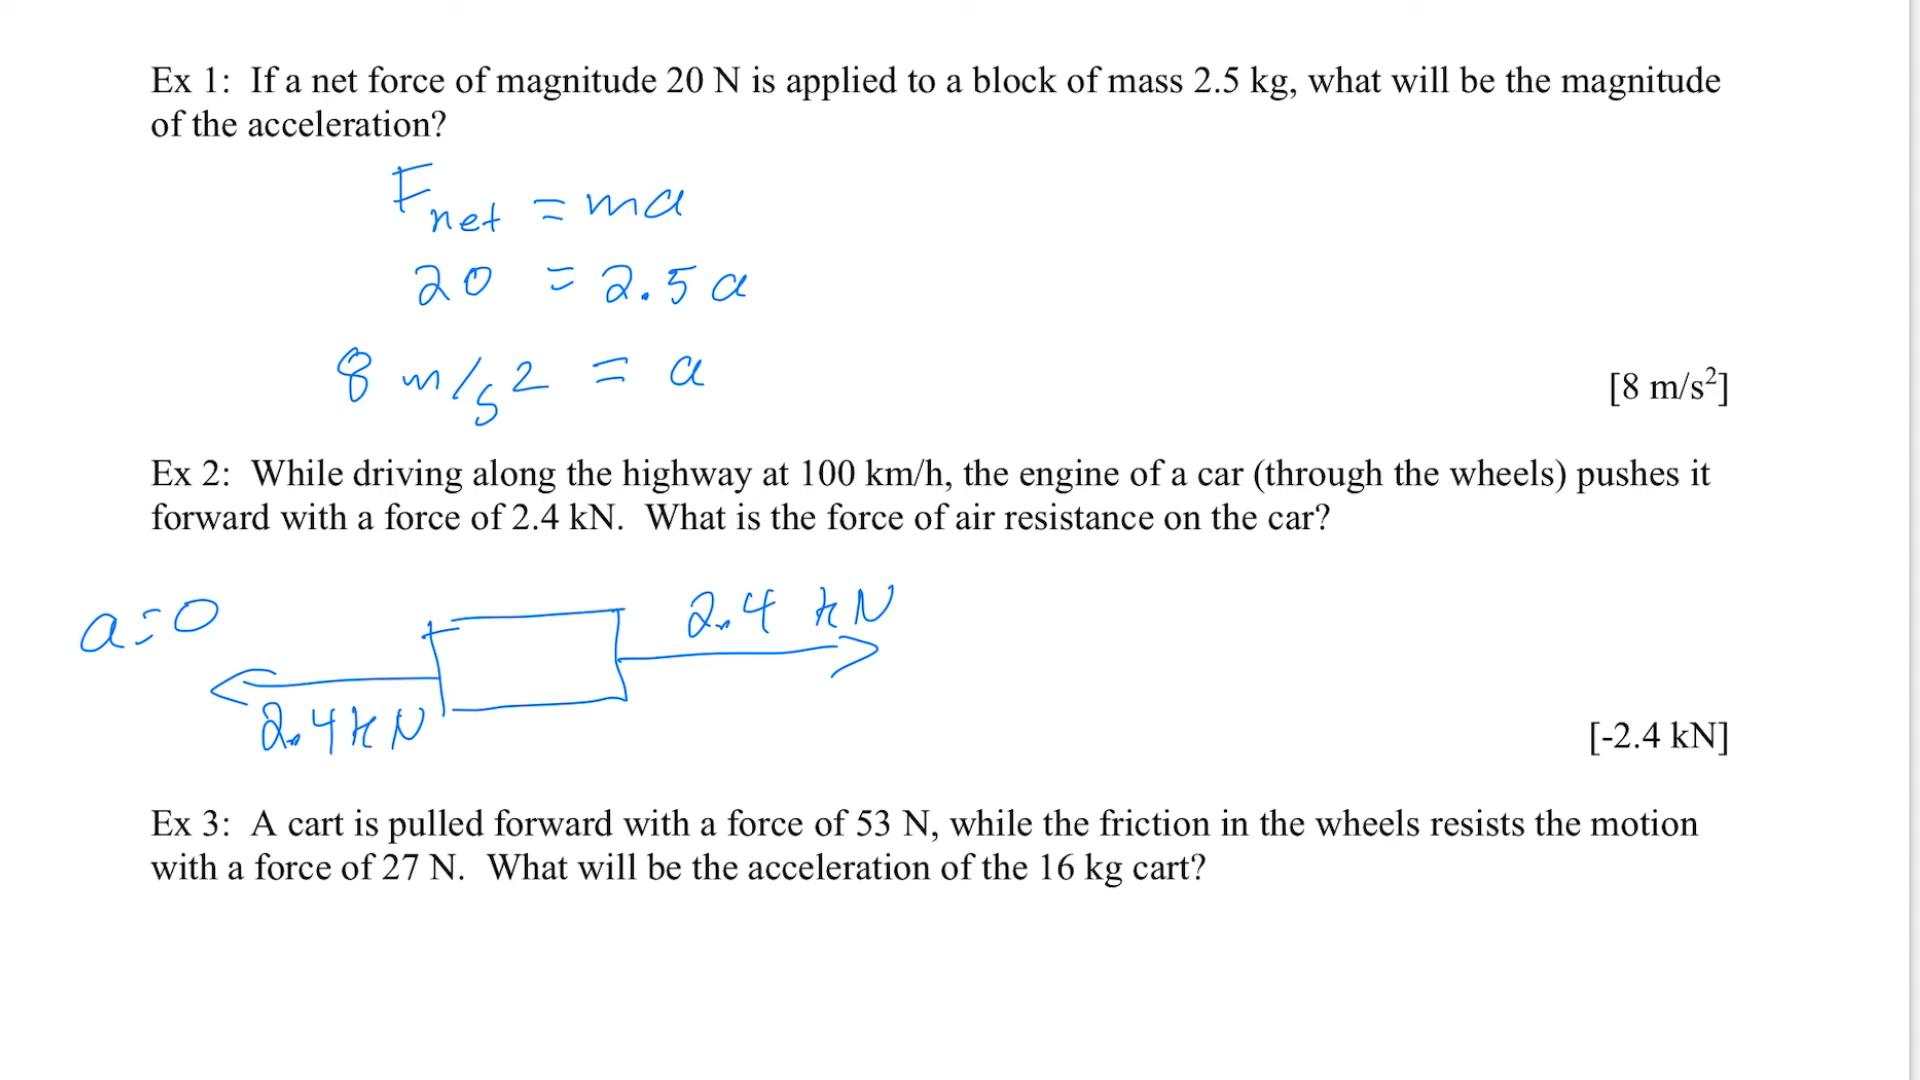 Ex 1: If a net force of magnitude 20 N is applied to a block of mass 2.5 kg, what will be the magnitude
of the acceleration?
F net = ma
20 = 2.5 a
8 m/s2 = a
[8 m/s²]
Ex 2: While driving along the highway at 100 km/h, the engine of a car (through the wheels) pushes it
forward with a force of 2.4 kN. What is the force of air resistance on the car?
a=0
2.4 kN
2.4 kN
[-2.4 kN]
Ex 3: A cart is pulled forward with a force of 53 N, while the friction in the wheels resists the motion
with a force of 27 N. What will be the acceleration of the 16 kg cart?